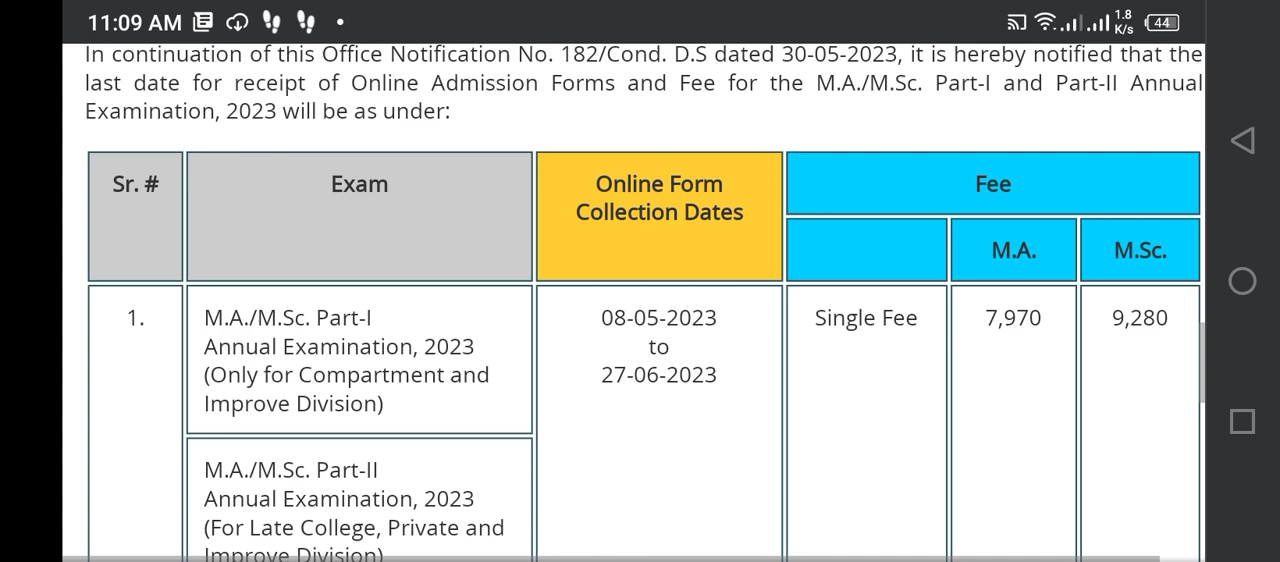 11:09 AM
1.8
K/s
44
In continuation of this Office Notification No. 182/Cond. D.S dated 30-05-2023, it is hereby notified that the
last date for receipt of Online Admission Forms and Fee for the M.A./M.Sc. Part-I and Part-II Annual
Examination, 2023 will be as under:
Sr. #
Exam
Online Form
Collection Dates
Fee
M.A.
M.Sc.
1.
M.A./M.Sc. Part-I
Annual Examination, 2023
(Only for Compartment and
Improve Division)
08-05-2023
to
27-06-2023
Single Fee
7,970
9,280
M.A./M.Sc. Part-II
Annual Examination, 2023
(For Late College, Private and
Improve Division)